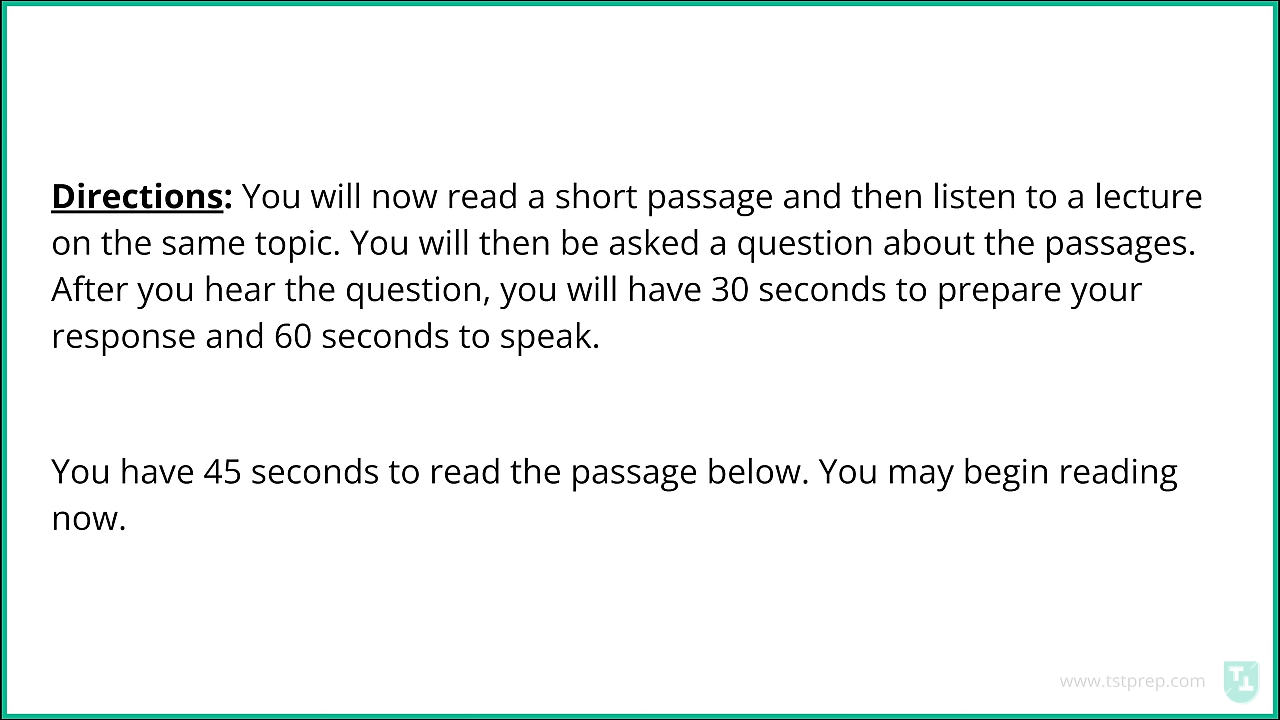 Directions: You will now read a short passage and then listen to a lecture
on the same topic. You will then be asked a question about the passages.
After you hear the question, you will have 30 seconds to prepare your
response and 60 seconds to speak.
You have 45 seconds to read the passage below. You may begin reading
now.
www.tstprep.com